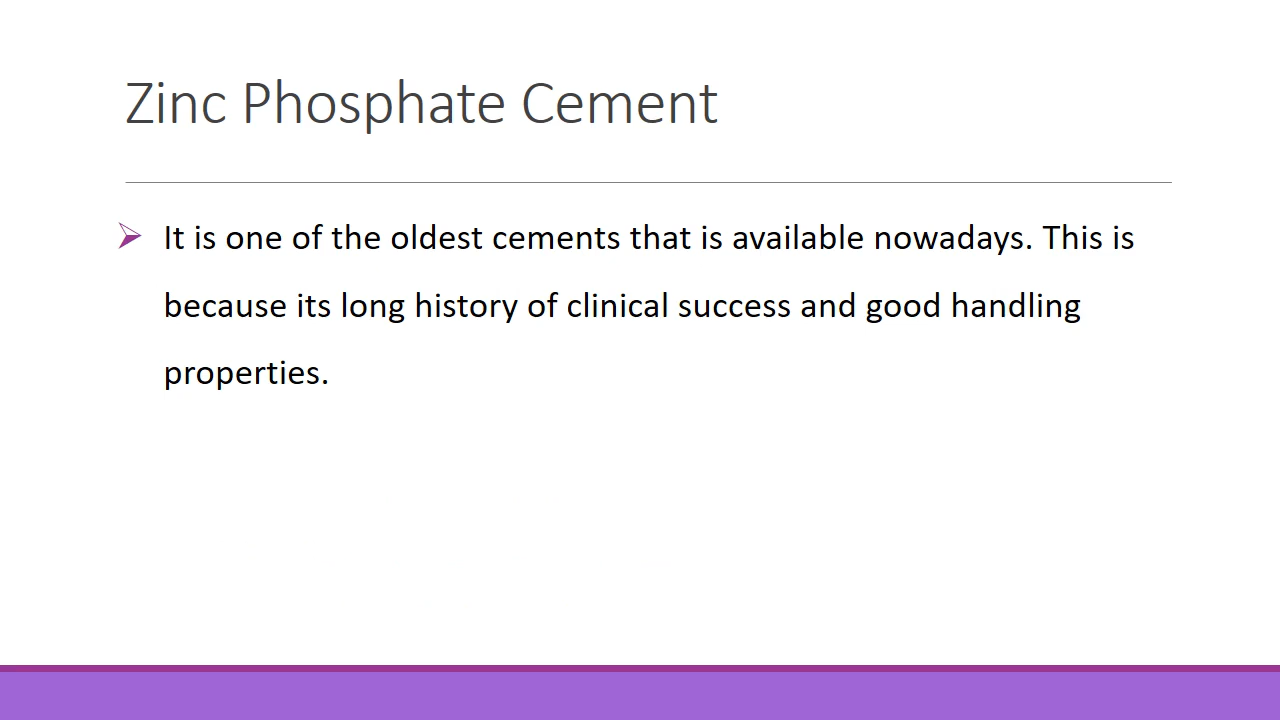 Zinc Phosphate Cement
It is one of the oldest cements that is available nowadays. This is
because its long history of clinical success and good handling
properties.